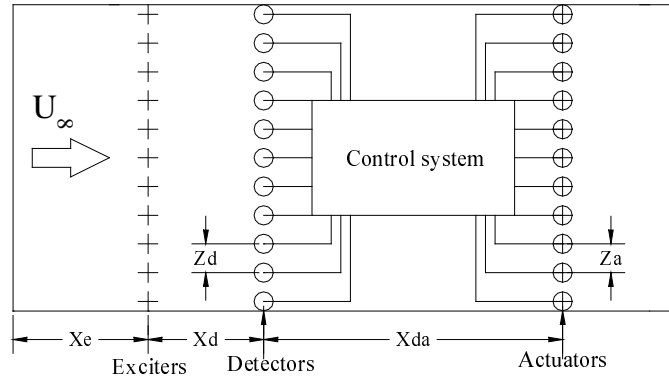 U∞
Control system
Zd
Za
Xe
Xd
Xda
Exciters
Detectors
Actuators